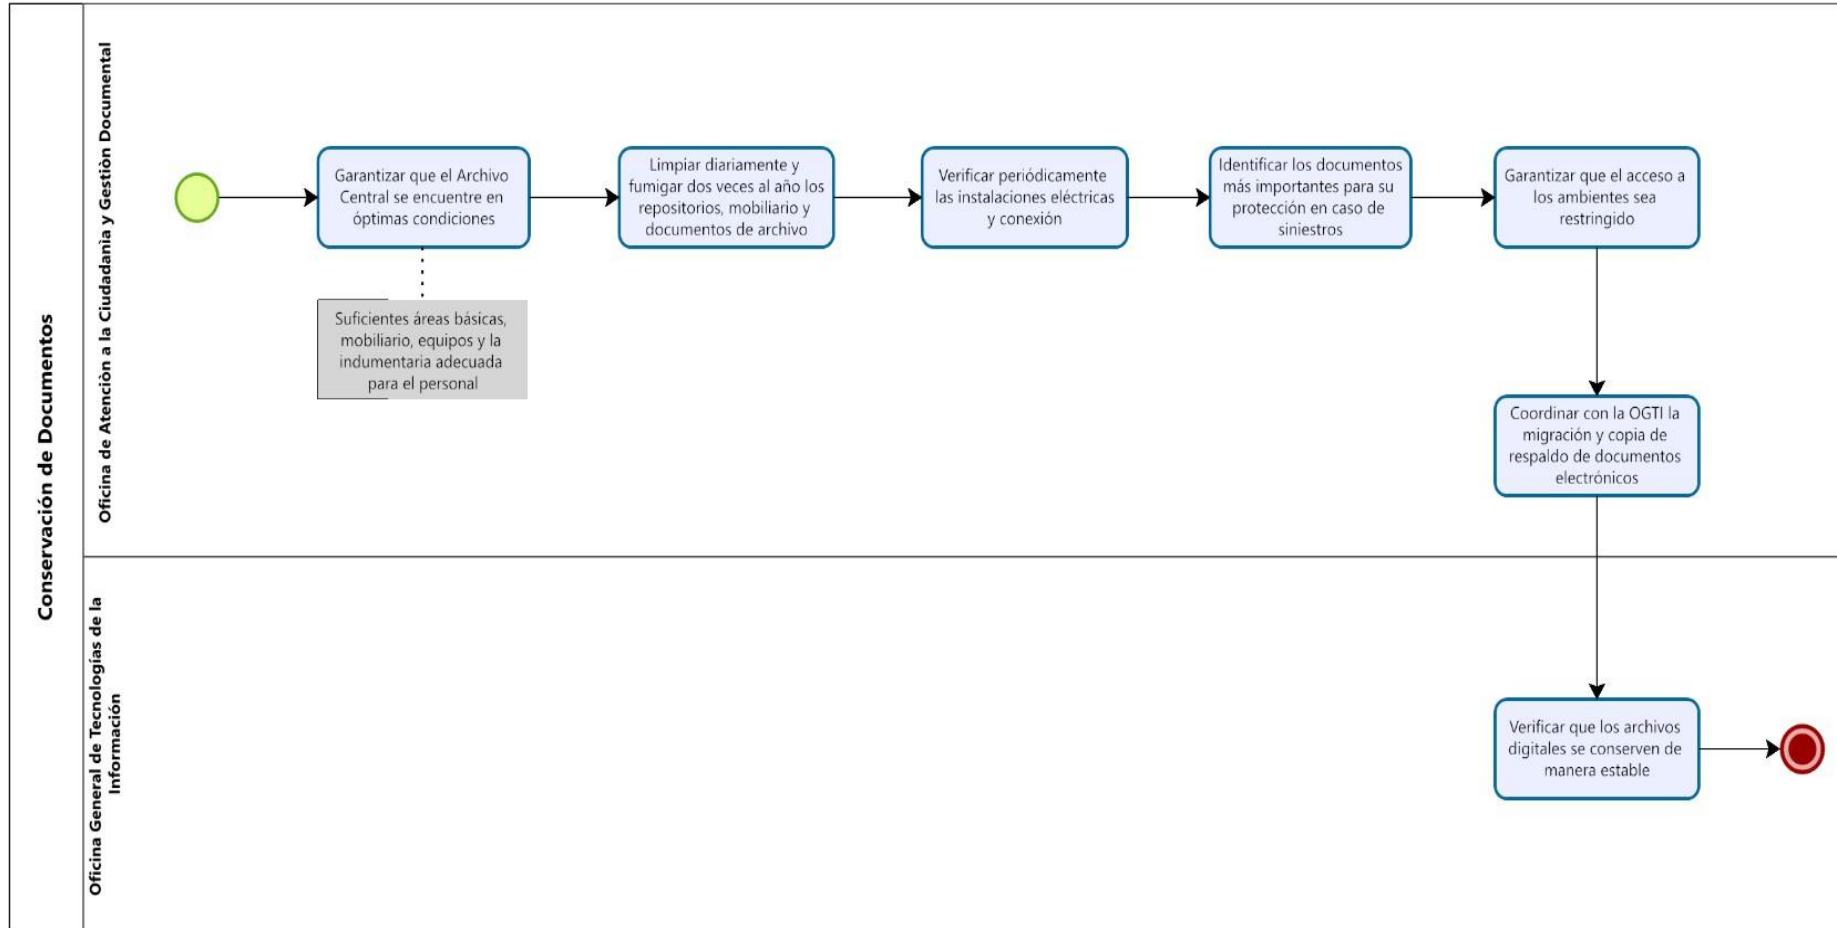 Conservación de Documentos
Oficina de Atenciòn a la Ciudadanìa y Gestiòn Documental
Garantizar que el Archivo
Central se encuentre en
óptimas condiciones
Limpiar diariamente y
fumigar dos veces al año los
repositorios, mobiliario y
documentos de archivo
Verificar periódicamente
las instalaciones eléctricas
y conexión
Identificar los documentos
más importantes para su
protección en caso de
siniestros
Garantizar que el acceso a
los ambientes sea
restringido
Suficientes áreas básicas,
mobiliario, equipos y la
indumentaria adecuada
para el personal
Coordinar con la OGTI la
migración y copia de
respaldo de documentos
electrónicos
Oficina General de Tecnologías de la
Información
Verificar que los archivos
digitales se conserven de
manera estable